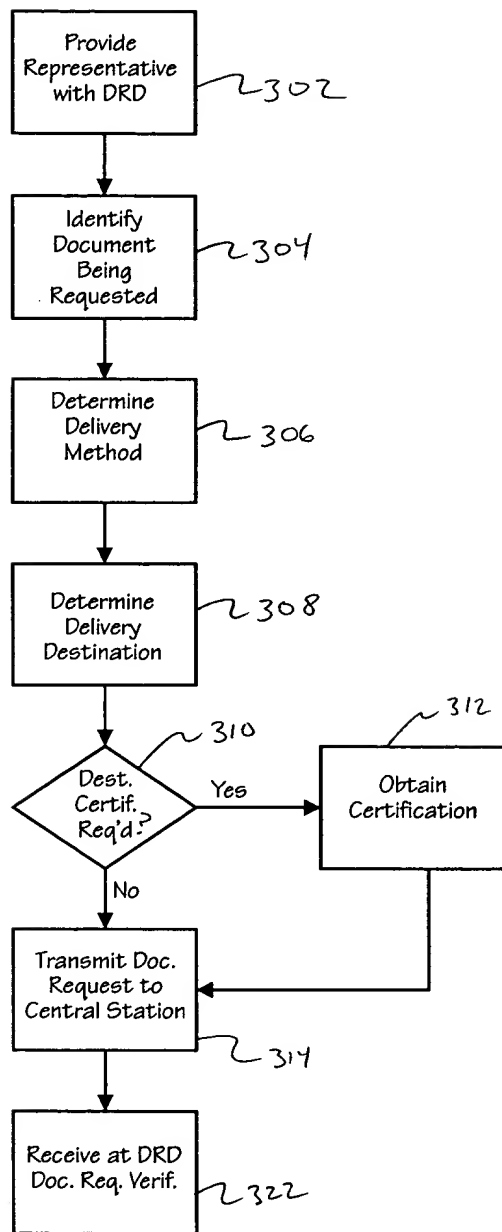 Provide
Representative
with DRD
302
Identify
Document
Being
Requested
304
Determine
Delivery
Method
306
Determine
Delivery
Destination
308
Dest.
Certif.
Req'd.?
310
Yes
Obtain
Certification
312
No
Transmit Doc.
Request to
Central Station
314
Receive at DRD
Doc. Req. Verif.
322